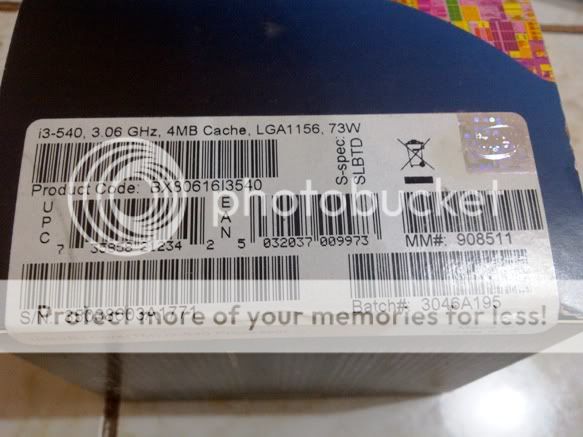 i3-540, 3.06 GHz, 4MB Cache, LGA1156, 73W
S-spec:
SLBTD
Product Code: BX80616I3540
photobucket
UPC
EAN
5 032037 009973
MM#: 908511
Batch#: 3046A195
S/N:
Protect more of your memories for less!